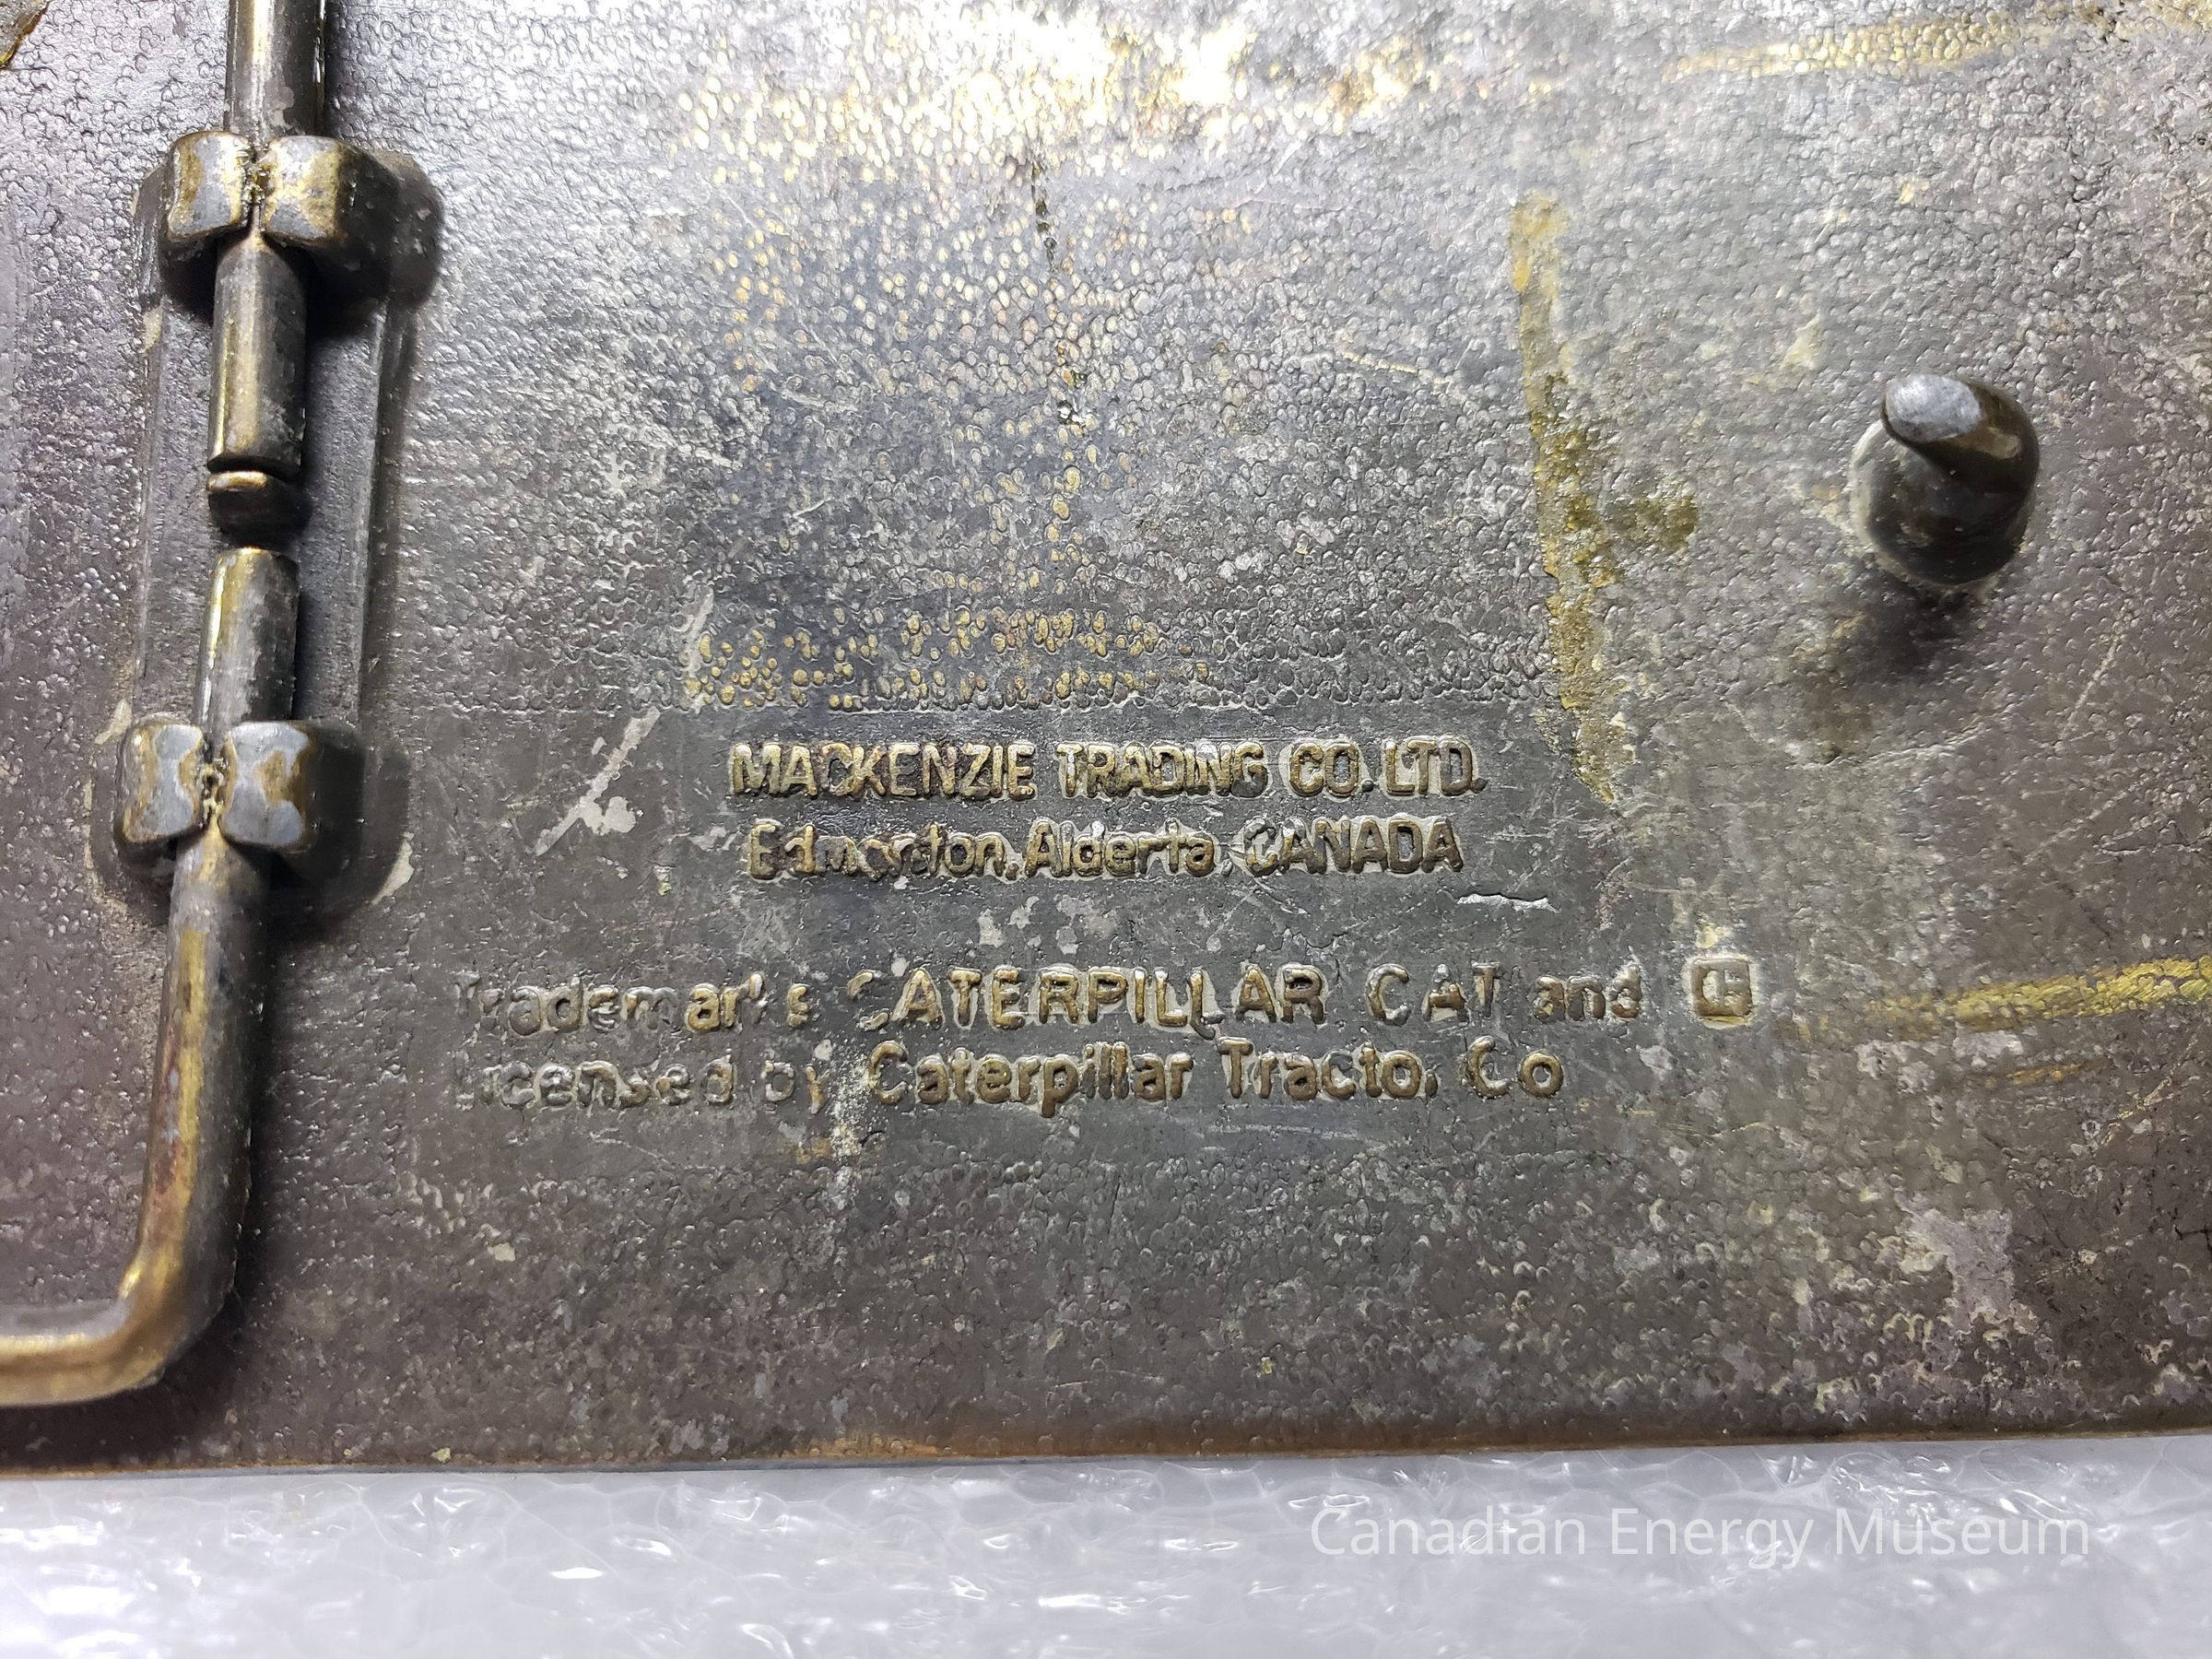 MACKENZIE TRADING CO. LTD.
Edmonton, Alberta, CANADA
Trademarks CATERPILLAR CAT and
Licensed by Caterpillar Tractor Co
Canadian Energy Museum